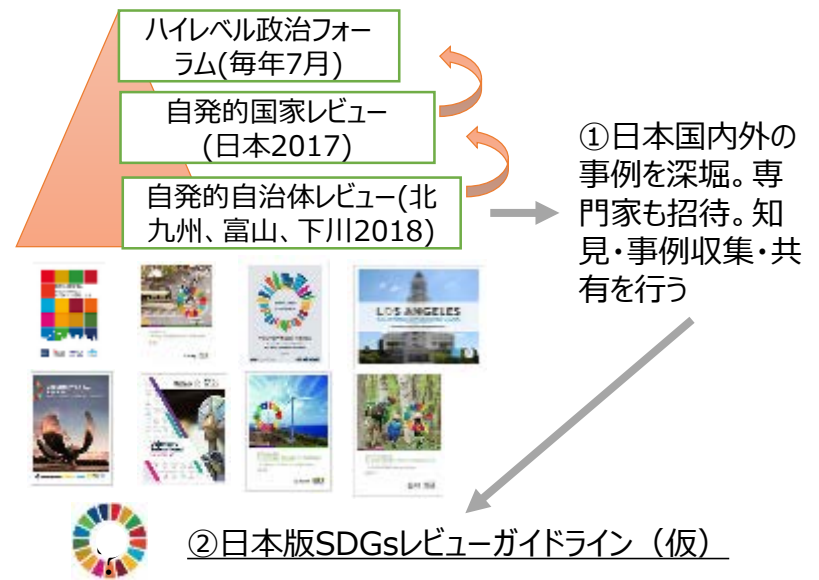 ハイレベル政治フォー
ラム(毎年7月)
自発的国家レビュー
(日本2017)
自発的自治体レビュー(北
九州、富山、下川2018)
①日本国内外の
事例を深堀。専
門家も招待。知
見・事例収集・共
有を行う
LOS ANGELES
②日本版SDGsレビューガイドライン（仮）